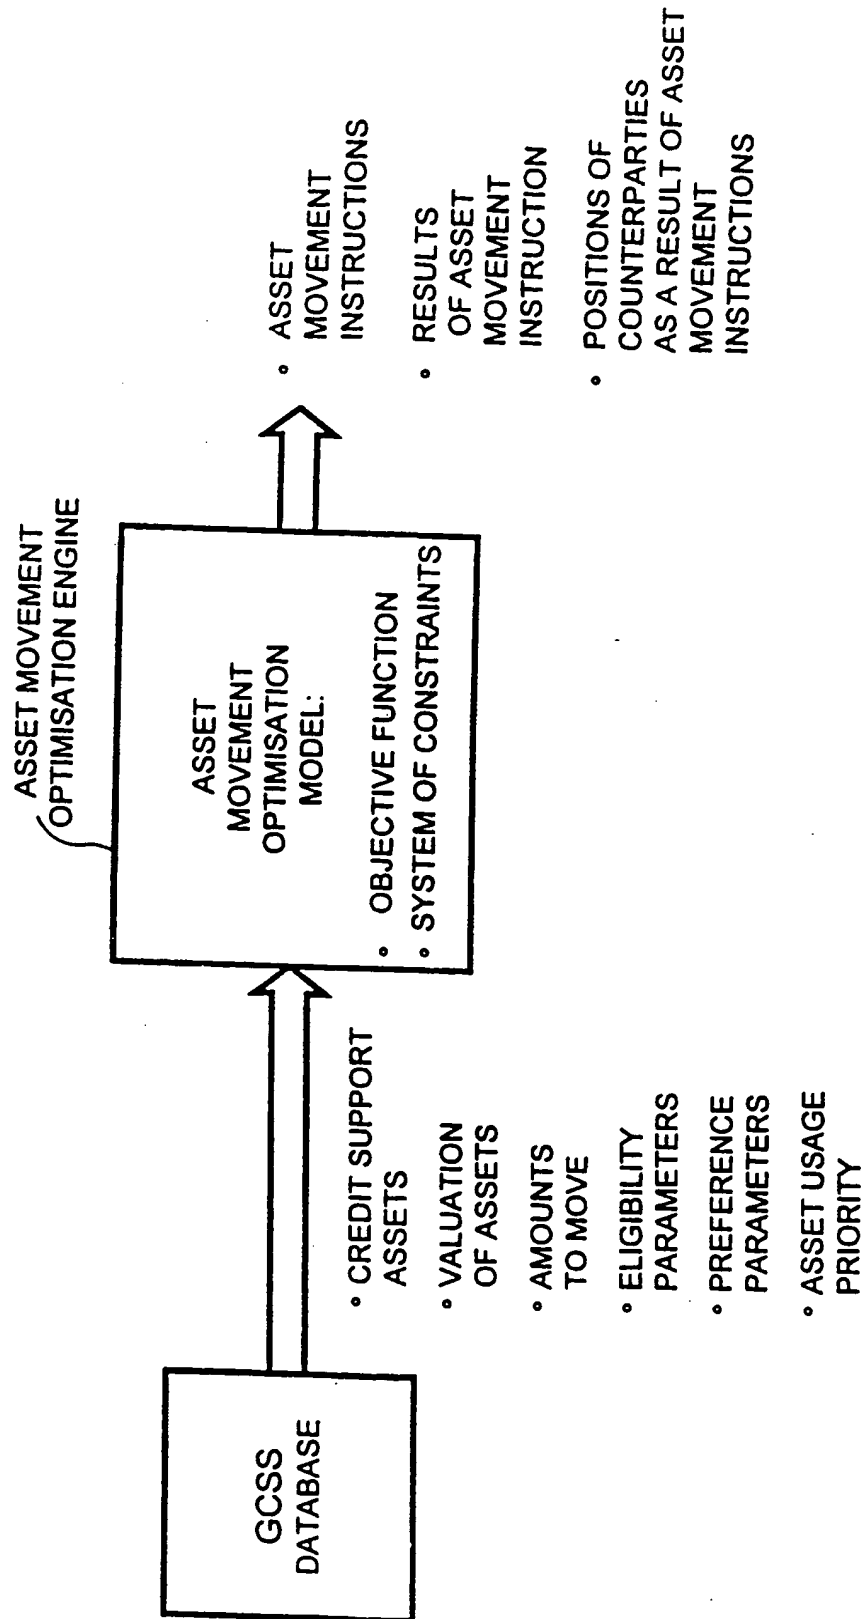 GCSS
DATABASE
• CREDIT SUPPORT
ASSETS
• VALUATION
OF ASSETS
• AMOUNTS
TO MOVE
• ELIGIBILITY
PARAMETERS
• PREFERENCE
PARAMETERS
• ASSET USAGE
PRIORITY
ASSET MOVEMENT
OPTIMISATION ENGINE
ASSET
MOVEMENT
OPTIMISATION
MODEL:
• OBJECTIVE FUNCTION
• SYSTEM OF CONSTRAINTS
• ASSET
MOVEMENT
INSTRUCTIONS
• RESULTS
OF ASSET
MOVEMENT
INSTRUCTION
• POSITIONS OF
COUNTERPARTIES
AS A RESULT OF ASSET
MOVEMENT
INSTRUCTIONS